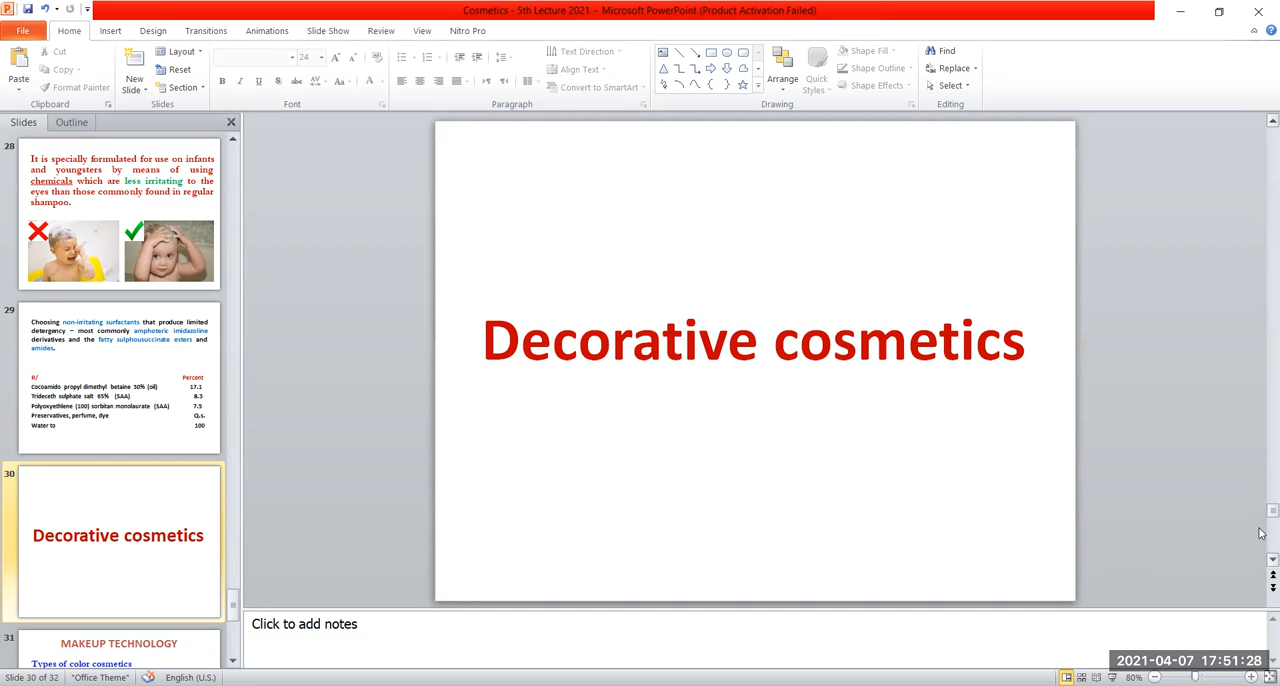 Cosmetics - 5th Lecture 2021 - Microsoft PowerPoint (Product Activation Failed)
File Home Insert Design Transitions Animations Slide Show Review View Nitro Pro
Paste
Cut
Copy
Format Painter
Clipboard
New Slide
Layout
Reset
Section
Slides
24
B I U S abc AV Aa A
Font
Text Direction
Align Text
Convert to SmartArt
Paragraph
Arrange
Quick Styles
Shape Fill
Shape Outline
Shape Effects
Drawing
Find
Replace
Select
Editing
Slides Outline
28
It is specially formulated for use on infants
and youngsters by means of using
chemicals which are less irritating to the
eyes than those commonly found in regular
shampoo.
29
Choosing non-irritating surfactants that produce limited
detergency – most commonly amphoteric imidazoline
derivatives and the fatty sulphousuccinate esters and
amides.
R/ Percent
Cocoamido propyl dimethyl betaine 30% (oil) 17.1
Trideceth sulphate salt 65% (SAA) 8.3
Polyoxyethlene (100) sorbitan monolaurate (SAA) 7.5
Preservatives, perfume, dye Q.s.
Water to 100
30
Decorative cosmetics
31
MAKEUP TECHNOLOGY
Types of color cosmetics
Decorative cosmetics
Click to add notes
2021-04-07 17:51:28
Slide 30 of 32 "Office Theme" English (U.S.) 80%